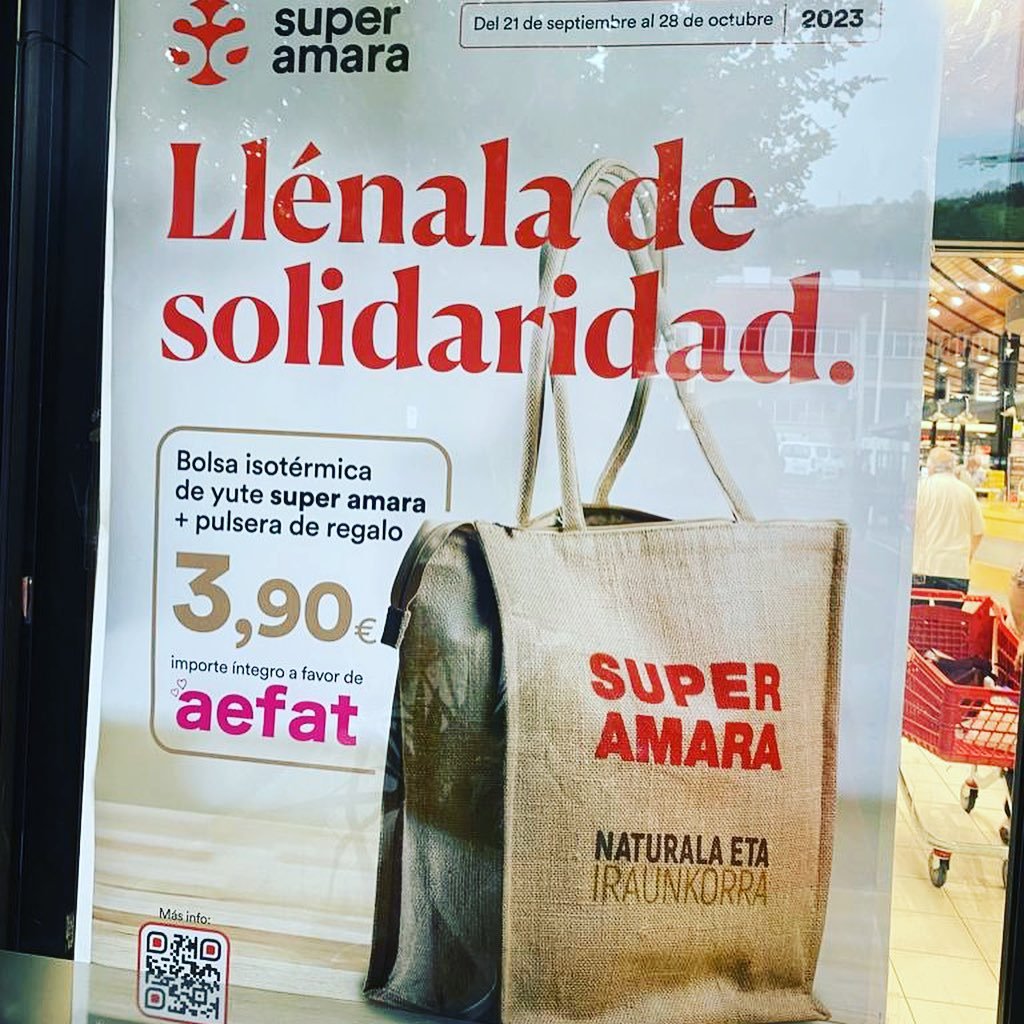 super
amara
Del 21 de septiembre al 28 de octubre | 2023
Llénala de
solidaridad.
Bolsa isotérmica
de yute super amara
+ pulsera de regalo
3,90€
importe íntegro a favor de
aefat
SUPER
AMARA
NATURALA ETA
IRAUNKORRA
Más info: